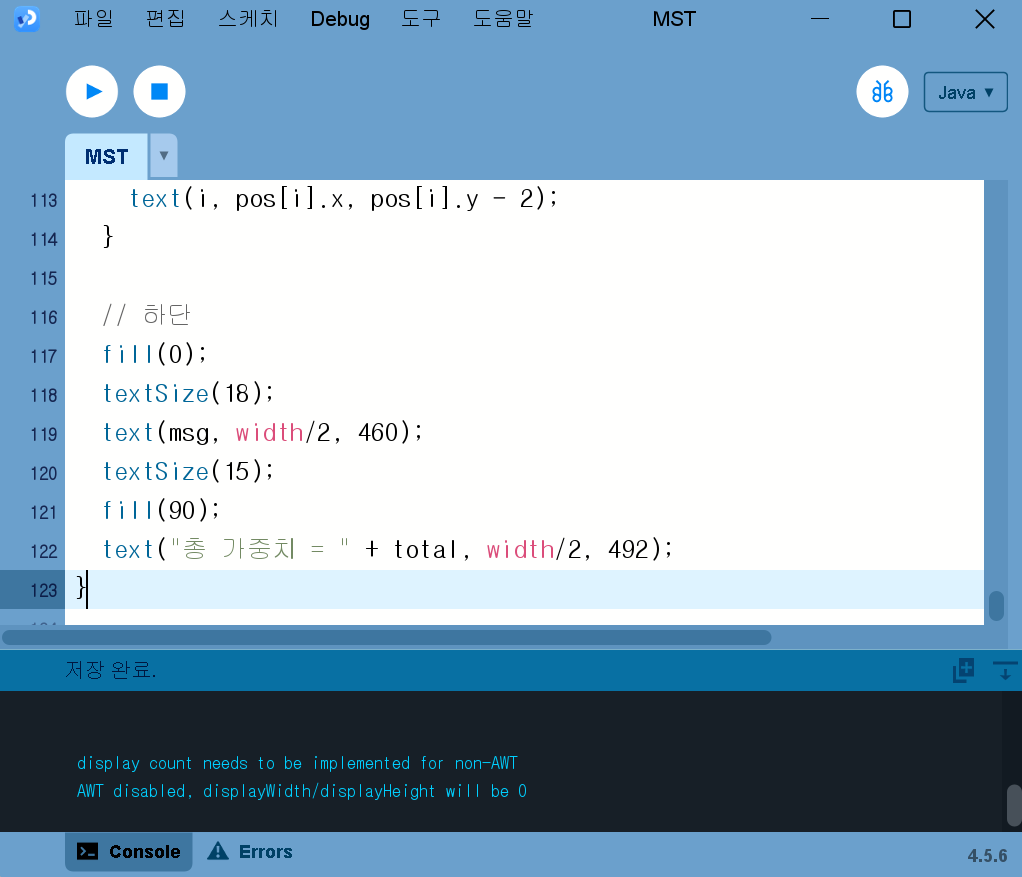 파일 편집 스케치 Debug 도구 도움말 MST
Java ▼
MST ▼
113 text(i, pos[i].x, pos[i].y - 2);
114 }
115
116 // 하단
117 fill(0);
118 textSize(18);
119 text(msg, width/2, 460);
120 textSize(15);
121 fill(90);
122 text("총 가중치 = " + total, width/2, 492);
123 }
저장 완료.
display count needs to be implemented for non-AWT
AWT disabled, displayWidth/displayHeight will be 0
Console Errors
4.5.6